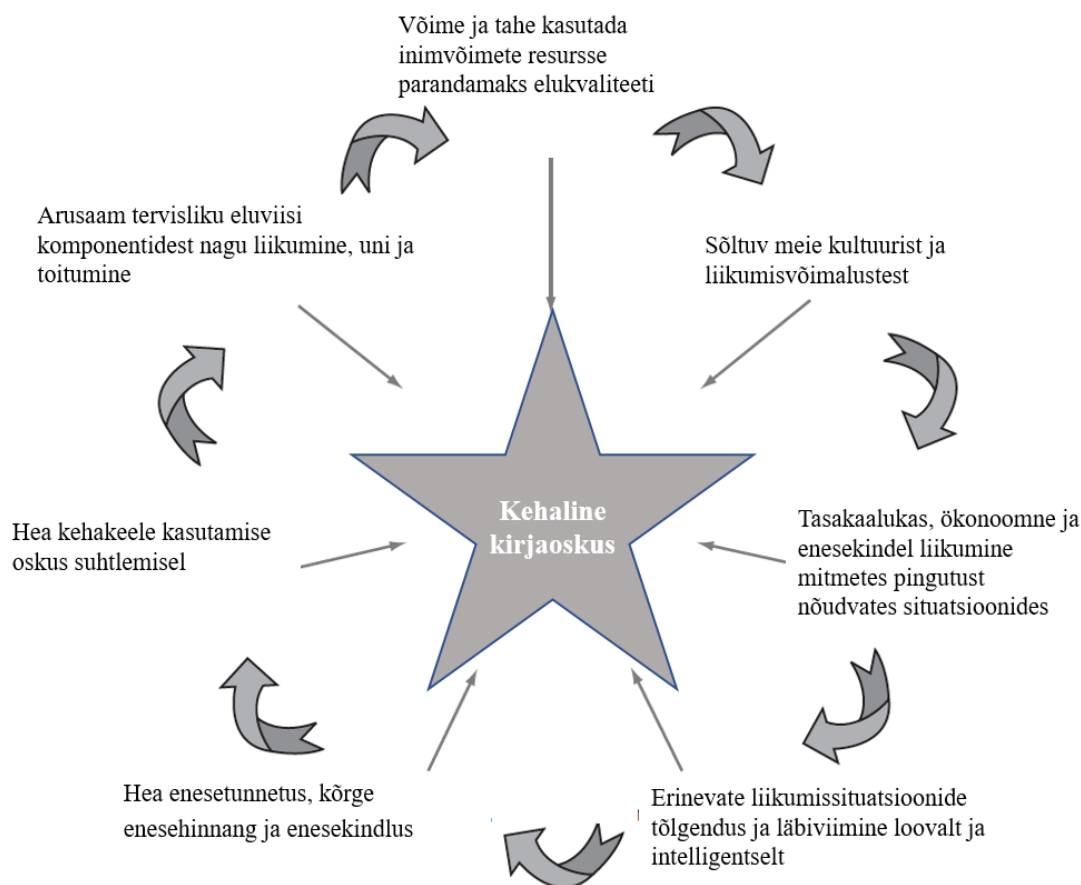 Võime ja tahe kasutada
inimvõimete resursse
parandamaks elukvaliteeti
Arusaam tervisliku eluviisi
komponentidest nagu liikumine, uni ja
toitumine
Sõltuv meie kultuurist ja
liikumisvõimalustest
Hea kehakeele kasutamise
oskus suhtlemisel
Kehaline
kirjaoskus
Tasakaalukas, ökonoomne ja
enesekindel liikumine
mitmetes pingutust
nõudvates situatsioonides
Hea enesetunnetus, kõrge
enesehinnang ja enesekindlus
Erinevate liikumissituatsioonide
tõlgendus ja läbiviimine loovalt ja
intelligentselt